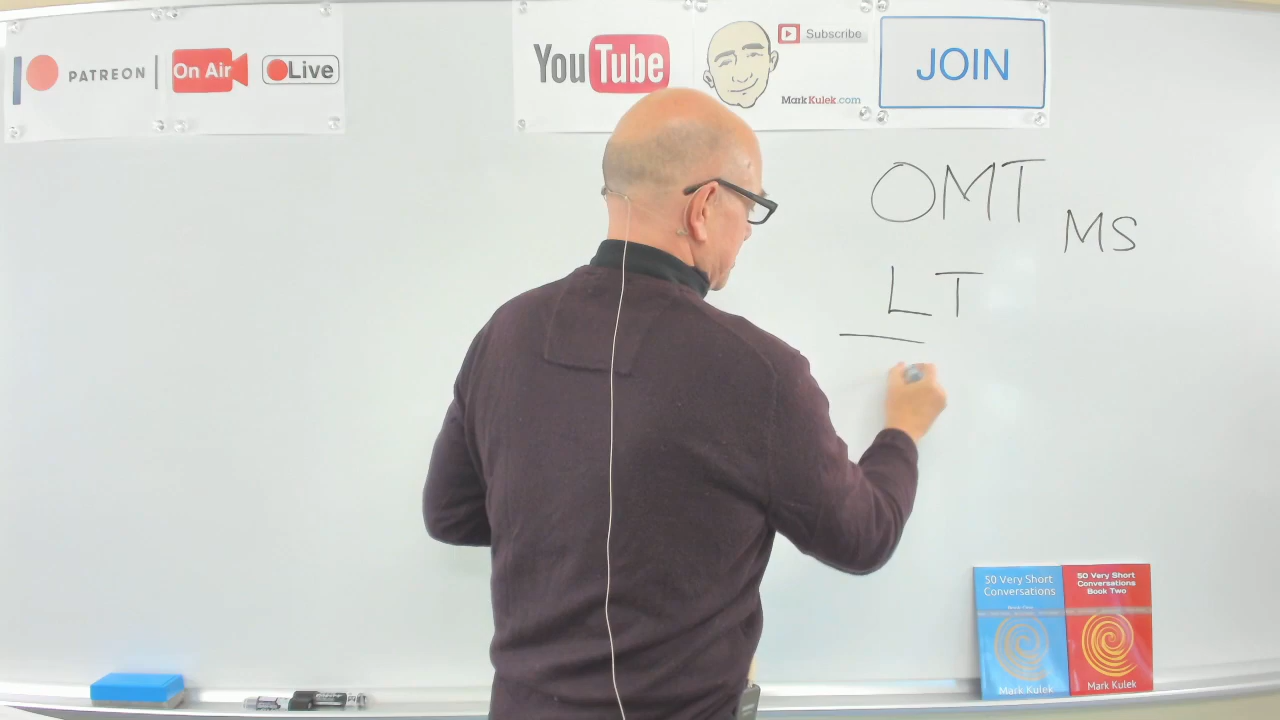 PATREON On Air Live
YouTube Subscribe JOIN
MarkKulek.com
OMT
MS
LT
50 Very Short
Conversations
Mark Kulek
50 Very Short
Conversations
Book Two
Mark Kulek